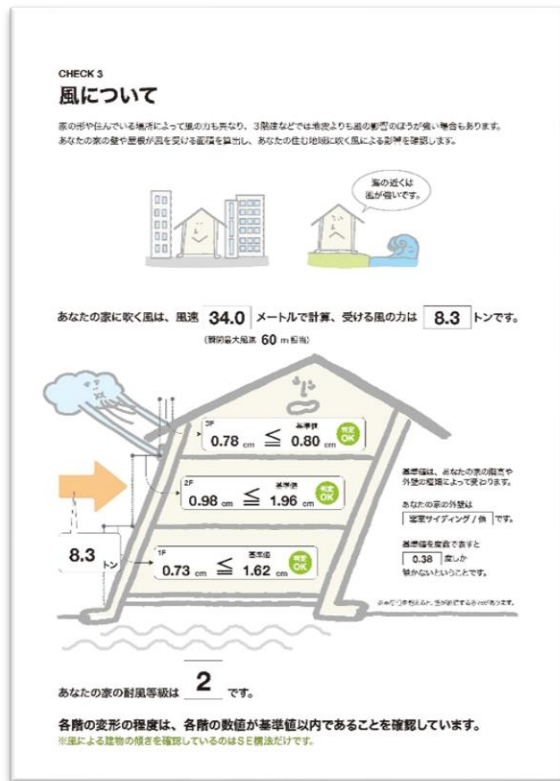 CHECK 3
風について
家の形や住んでいる場所によって風の力も異なり、3階建などでは地震よりも風の影響のほうが強い場合もあります。
あなたの家の壁や屋根が風を受ける面積を算出し、あなたの住む地域に吹く風による影響を確認します。
海の近くは
風が強いです。
あなたの家に吹く風は、風速 34.0 メートルで計算、受ける風の力は 8.3 トンです。
(瞬間最大風速 60 m 相当)
3F 基準値 判定
0.78 cm ≦ 0.80 cm OK
2F 基準値 判定
0.98 cm ≦ 1.96 cm OK
8.3 トン
1F 基準値 判定
0.73 cm ≦ 1.62 cm OK
基準値は、あなたの家の階高や
外壁の種類によって変わります。
あなたの家の外壁は
窯業サイディング / 他 です。
基準値を度数で表すと
0.38 度しか
傾かないということです。
あなたの家の耐風等級は 2 です。
各階の変形の程度は、各階の数値が基準値以内であることを確認しています。
※風による建物の傾きを確認しているのはSE構法だけです。